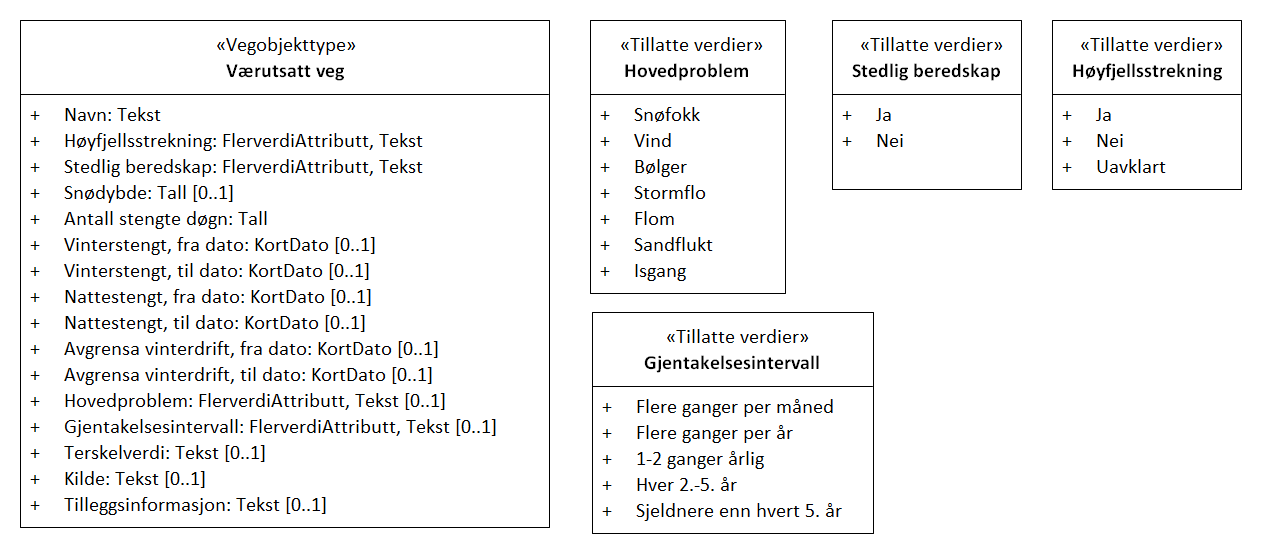 «Vegobjekttype»
Værutsatt veg
+ Navn: Tekst
+ Høyfjellsstrekning: FlerverdiAttributt, Tekst
+ Stedlig beredskap: FlerverdiAttributt, Tekst
+ Snødybde: Tall [0..1]
+ Antall stengte døgn: Tall
+ Vinterstengt, fra dato: KortDato [0..1]
+ Vinterstengt, til dato: KortDato [0..1]
+ Nattestengt, fra dato: KortDato [0..1]
+ Nattestengt, til dato: KortDato [0..1]
+ Avgrensa vinterdrift, fra dato: KortDato [0..1]
+ Avgrensa vinterdrift, til dato: KortDato [0..1]
+ Hovedproblem: FlerverdiAttributt, Tekst [0..1]
+ Gjentakelsesintervall: FlerverdiAttributt, Tekst [0..1]
+ Terskelverdi: Tekst [0..1]
+ Kilde: Tekst [0..1]
+ Tilleggsinformasjon: Tekst [0..1]
«Tillatte verdier»
Hovedproblem
+ Snøfokk
+ Vind
+ Bølger
+ Stormflo
+ Flom
+ Sandflukt
+ Isgang
«Tillatte verdier»
Stedlig beredskap
+ Ja
+ Nei
«Tillatte verdier»
Høyfjellsstrekning
+ Ja
+ Nei
+ Uavklart
«Tillatte verdier»
Gjentakelsesintervall
+ Flere ganger per måned
+ Flere ganger per år
+ 1-2 ganger årlig
+ Hver 2.-5. år
+ Sjeldnere enn hvert 5. år